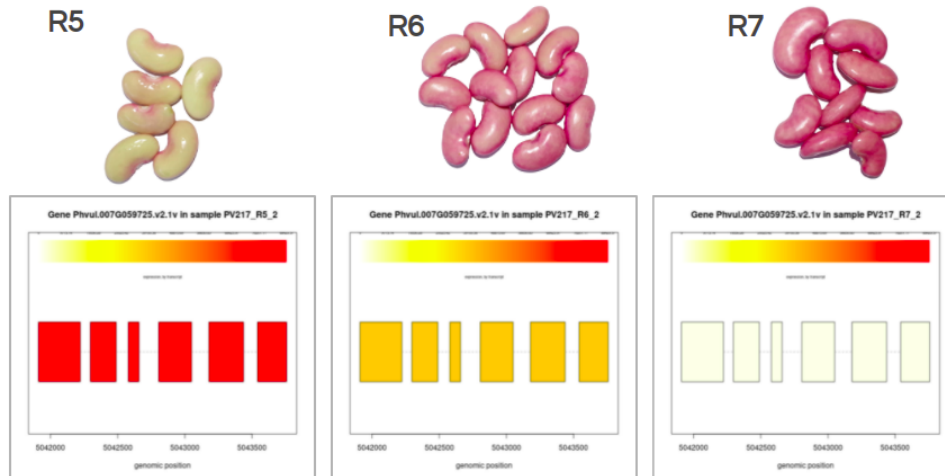 R5
R6
R7
Gene Phvul.007G059725.v2.1v in sample PV217_R5_2
Gene Phvul.007G059725.v2.1v in sample PV217_R6_2
Gene Phvul.007G059725.v2.1v in sample PV217_R7_2
5042000 5042500 5043000 5043500
5042000 5042500 5043000 5043500
5042000 5042500 5043000 5043500
genomic position
genomic position
genomic position